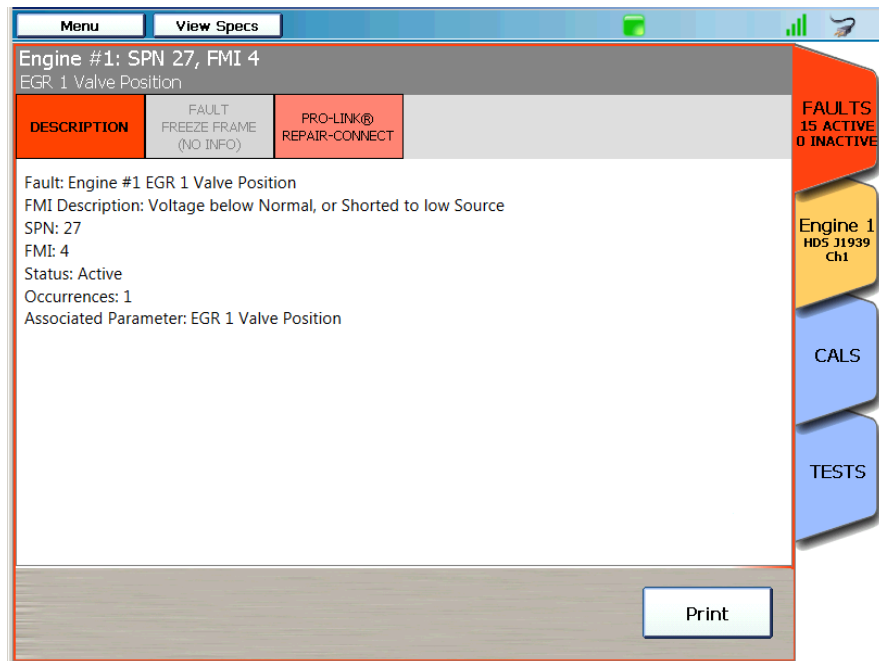 Menu
View Specs
Engine #1: SPN 27, FMI 4
EGR 1 Valve Position
DESCRIPTION
FAULT
FREEZE FRAME
(NO INFO)
PRO-LINK®
REPAIR-CONNECT
Fault: Engine #1 EGR 1 Valve Position
FMI Description: Voltage below Normal, or Shorted to low Source
SPN: 27
FMI: 4
Status: Active
Occurrences: 1
Associated Parameter: EGR 1 Valve Position
FAULTS
15 ACTIVE
0 INACTIVE
Engine 1
HDS J1939
Ch1
CALS
TESTS
Print